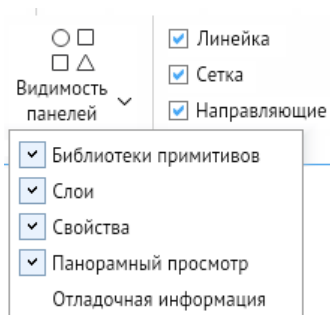 Видимость
панелей
Линейка
Сетка
Направляющие
Библиотеки примитивов
Слои
Свойства
Панорамный просмотр
Отладочная информация